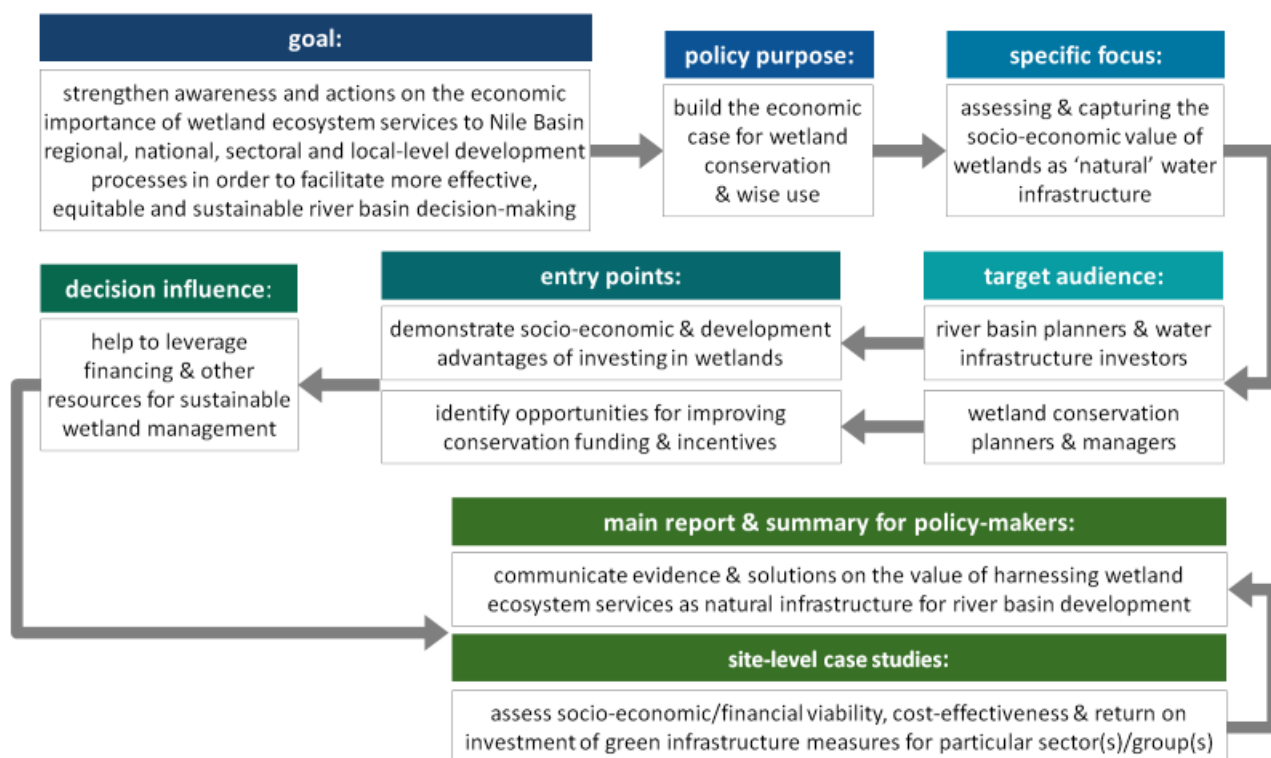 goal:
strengthen awareness and actions on the economic
importance of wetland ecosystem services to Nile Basin
regional, national, sectoral and local-level development
processes in order to facilitate more effective,
equitable and sustainable river basin decision-making
policy purpose:
build the economic
case for wetland
conservation
& wise use
specific focus:
assessing & capturing the
socio-economic value of
wetlands as ‘natural’ water
infrastructure
target audience:
river basin planners & water
infrastructure investors
wetland conservation
planners & managers
entry points:
demonstrate socio-economic & development
advantages of investing in wetlands
identify opportunities for improving
conservation funding & incentives
decision influence:
help to leverage
financing & other
resources for sustainable
wetland management
main report & summary for policy-makers:
communicate evidence & solutions on the value of harnessing wetland
ecosystem services as natural infrastructure for river basin development
site-level case studies:
assess socio-economic/financial viability, cost-effectiveness & return on
investment of green infrastructure measures for particular sector(s)/group(s)